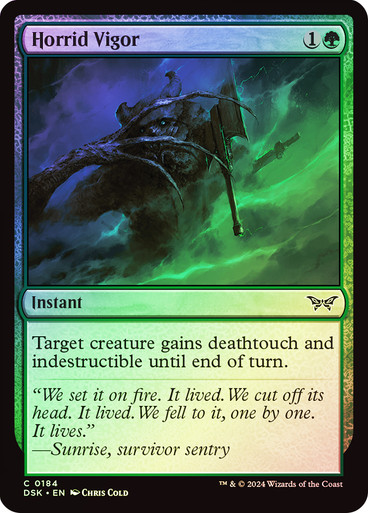 Horrid Vigor 1
Instant
Target creature gains deathtouch and
indestructible until end of turn.
“We set it on fire. It lived. We cut off its
head. It lived. We fell to it, one by one.
It lives.”
—Sunrise, survivor sentry
C 0184
DSK • EN Chris Cold
™ & © 2024 Wizards of the Coast